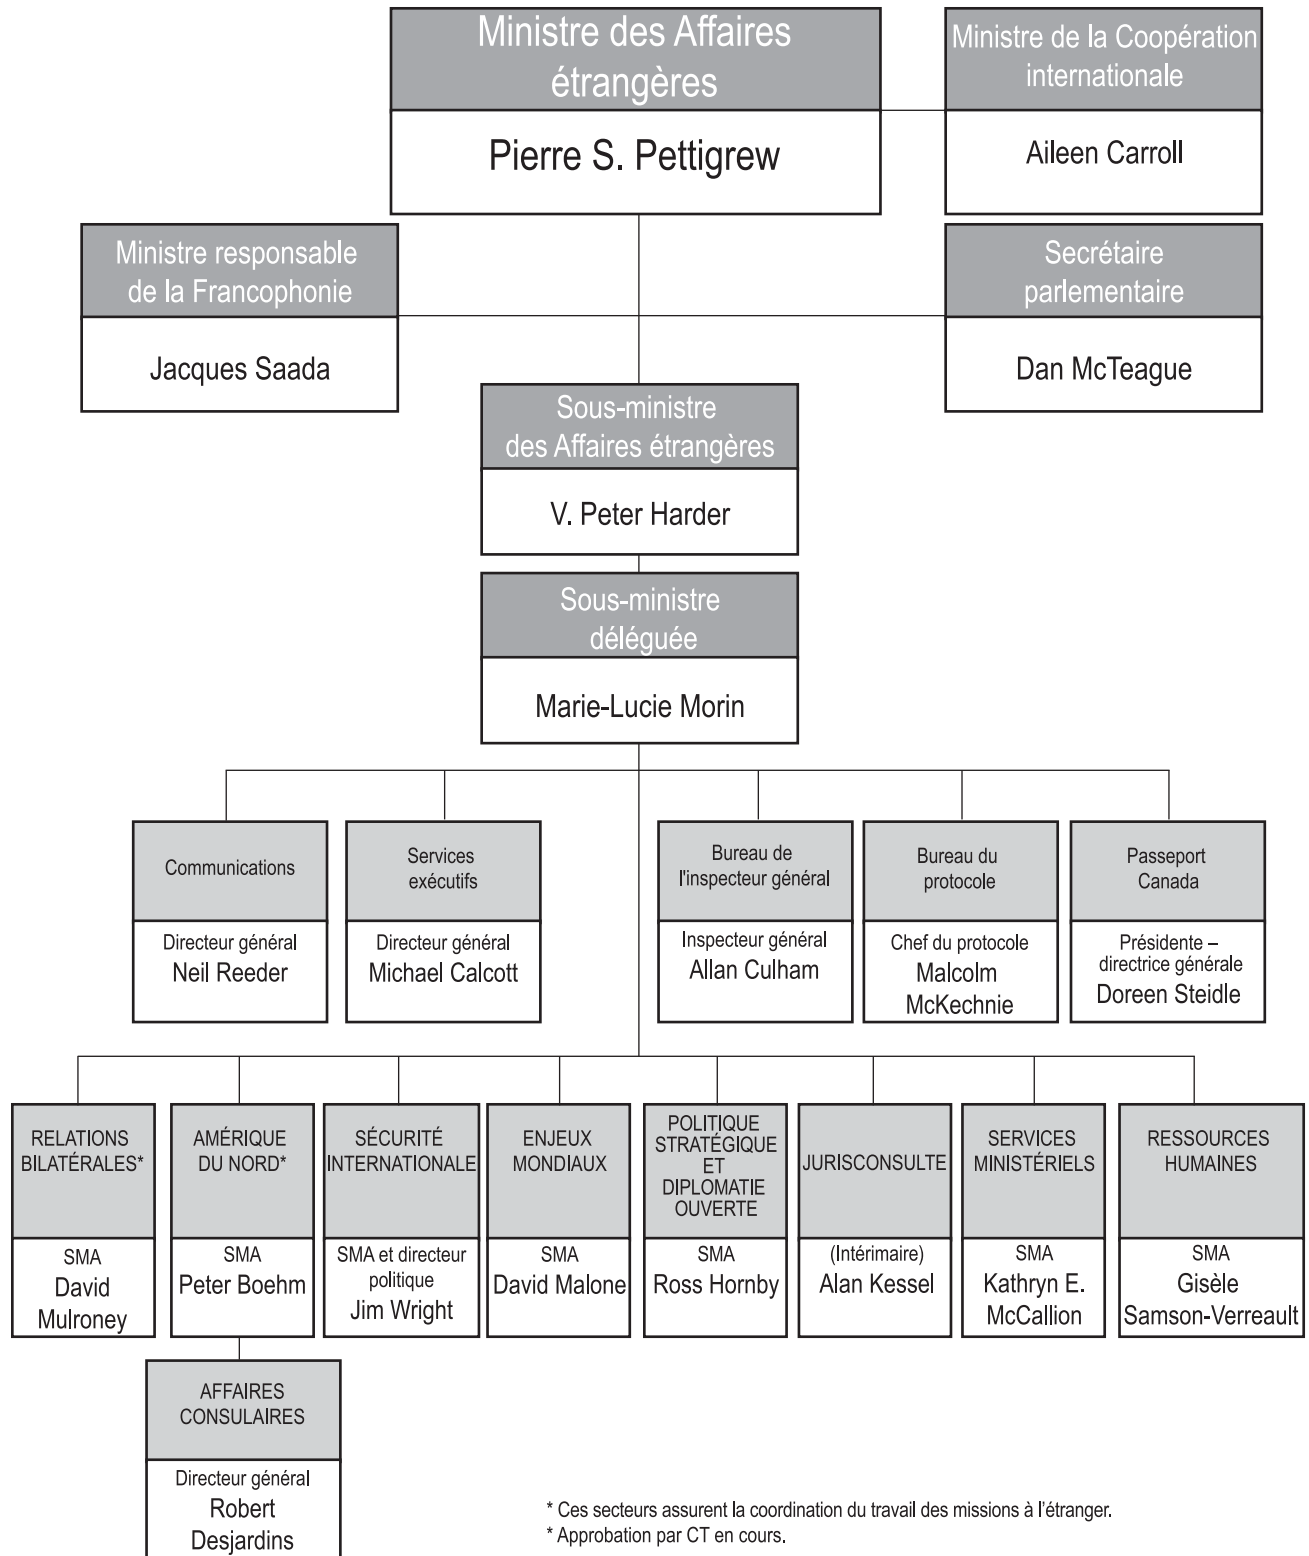 Ministre des Affaires
étrangères
Pierre S. Pettigrew
Ministre de la Coopération
internationale
Aileen Carroll
Ministre responsable
de la Francophonie
Jacques Saada
Secrétaire
parlementaire
Dan McTeague
Sous-ministre
des Affaires étrangères
V. Peter Harder
Sous-ministre
déléguée
Marie-Lucie Morin
Communications
Directeur général
Neil Reeder
Services
exécutifs
Directeur général
Michael Calcott
Bureau de
l'inspecteur général
Inspecteur général
Allan Culham
Bureau du
protocole
Chef du protocole
Malcolm
McKechnie
Passeport
Canada
Présidente –
directrice générale
Doreen Steidle
RELATIONS
BILATÉRALES*
SMA
David
Mulroney
AMÉRIQUE
DU NORD*
SMA
Peter Boehm
SÉCURITÉ
INTERNATIONALE
SMA et directeur
politique
Jim Wright
ENJEUX
MONDIAUX
SMA
David Malone
POLITIQUE
STRATÉGIQUE
ET
DIPLOMATIE
OUVERTE
SMA
Ross Hornby
JURISCONSULTE
(Intérimaire)
Alan Kessel
SERVICES
MINISTÉRIELS
SMA
Kathryn E.
McCallion
RESSOURCES
HUMAINES
SMA
Gisèle
Samson-Verreault
AFFAIRES
CONSULAIRES
Directeur général
Robert
Desjardins
* Ces secteurs assurent la coordination du travail des missions à l'étranger.
* Approbation par CT en cours.